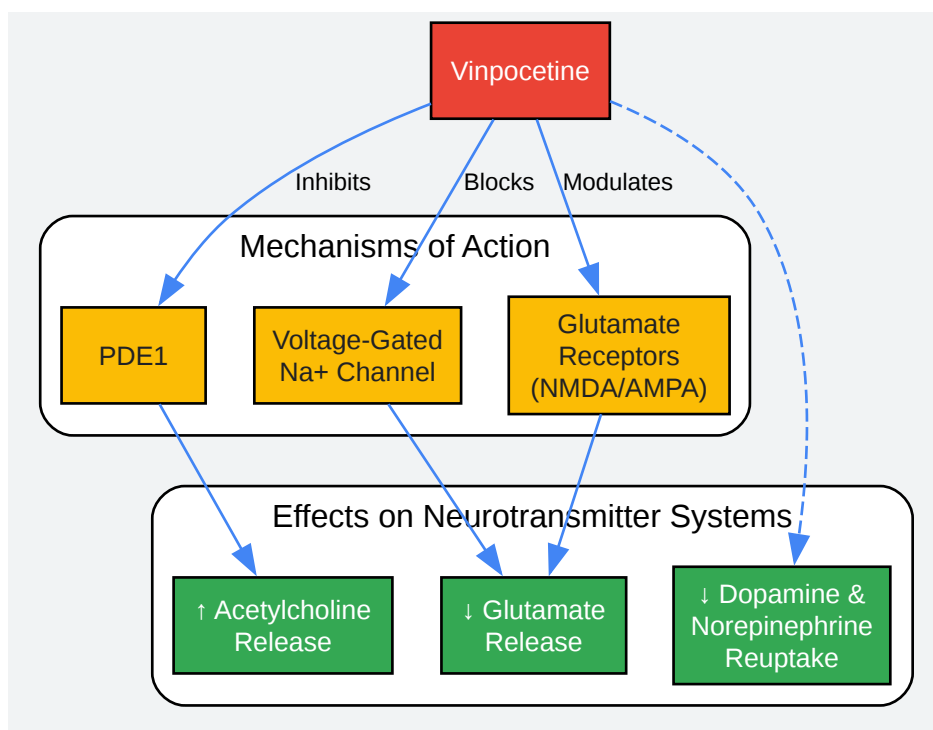 Vinpocetine
Inhibits
Blocks
Modulates
Mechanisms of Action
PDE1
Voltage-Gated
Na+ Channel
Glutamate
Receptors
(NMDA/AMPA)
Effects on Neurotransmitter Systems
↑ Acetylcholine
Release
↓ Glutamate
Release
↓ Dopamine &
Norepinephrine
Reuptake